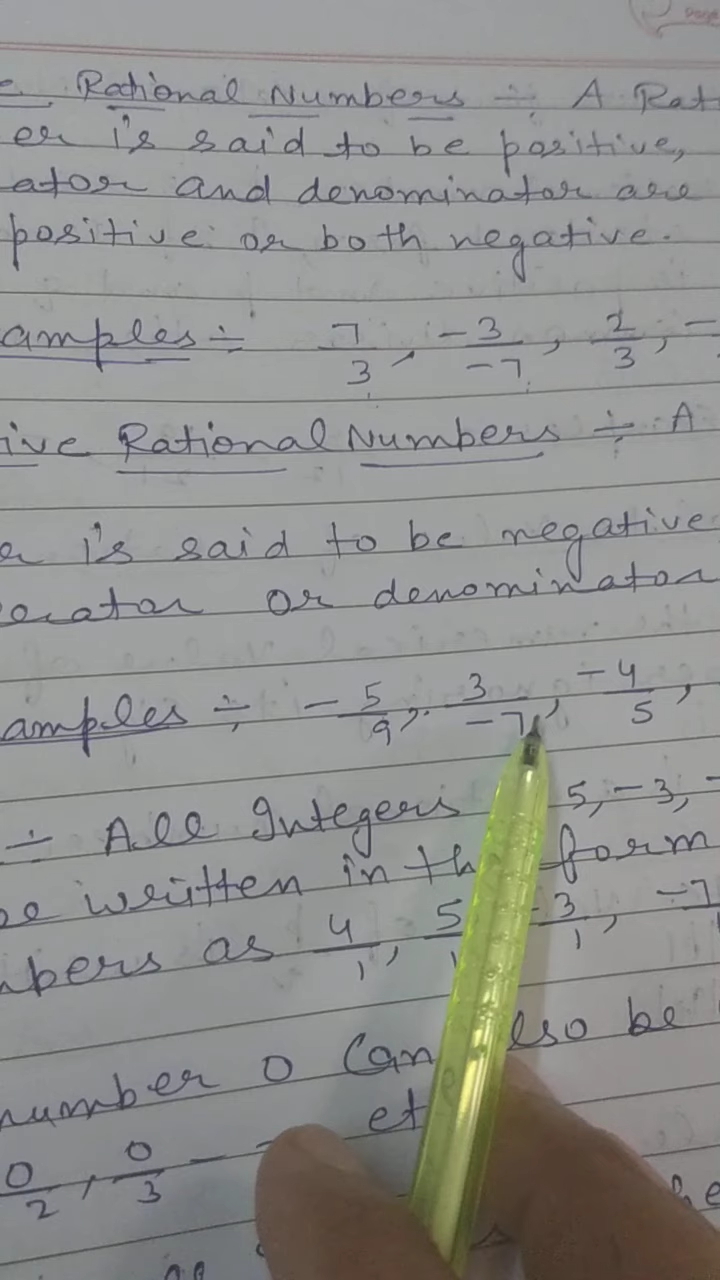 e Rational Numbers ÷ A Rat
er is said to be positive,
ator and denominator are
positive or both negative.
amples ÷ 7/3, -3/-7, 2/3, -
ive Rational Numbers ÷ A
r is said to be negative
erator or denominator
amples ÷ -5/9, 3/-7, -4/5,
÷ All Integers 5, -3, -
be written in the form
mbers as 4/1, 5/1, -3/1, -7
number 0 Can also be
0/2, 0/3 - - et